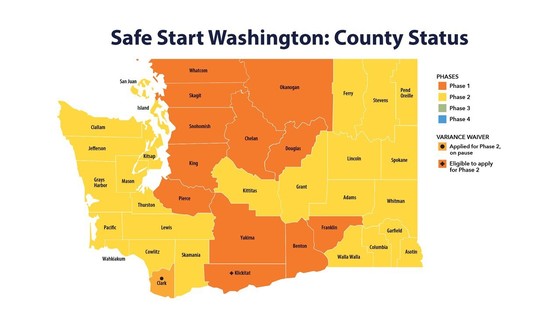 Safe Start Washington: County Status
PHASES
Phase 1
Phase 2
Phase 3
Phase 4
VARIANCE WAIVER
Applied for Phase 2,
on pause
Eligible to apply
for Phase 2
San Juan
Whatcom
Okanogan
Ferry
Stevens
Pend
Oreille
Skagit
Island
Clallam
Snohomish
Chelan
Jefferson
Douglas
Kitsap
King
Lincoln
Spokane
Grays
Harbor
Mason
Kittitas
Grant
Adams
Whitman
Thurston
Pierce
Pacific
Lewis
Yakima
Franklin
Garfield
Benton
Columbia
Wahkiakum
Cowlitz
Skamania
Walla Walla
Asotin
Klickitat
Clark